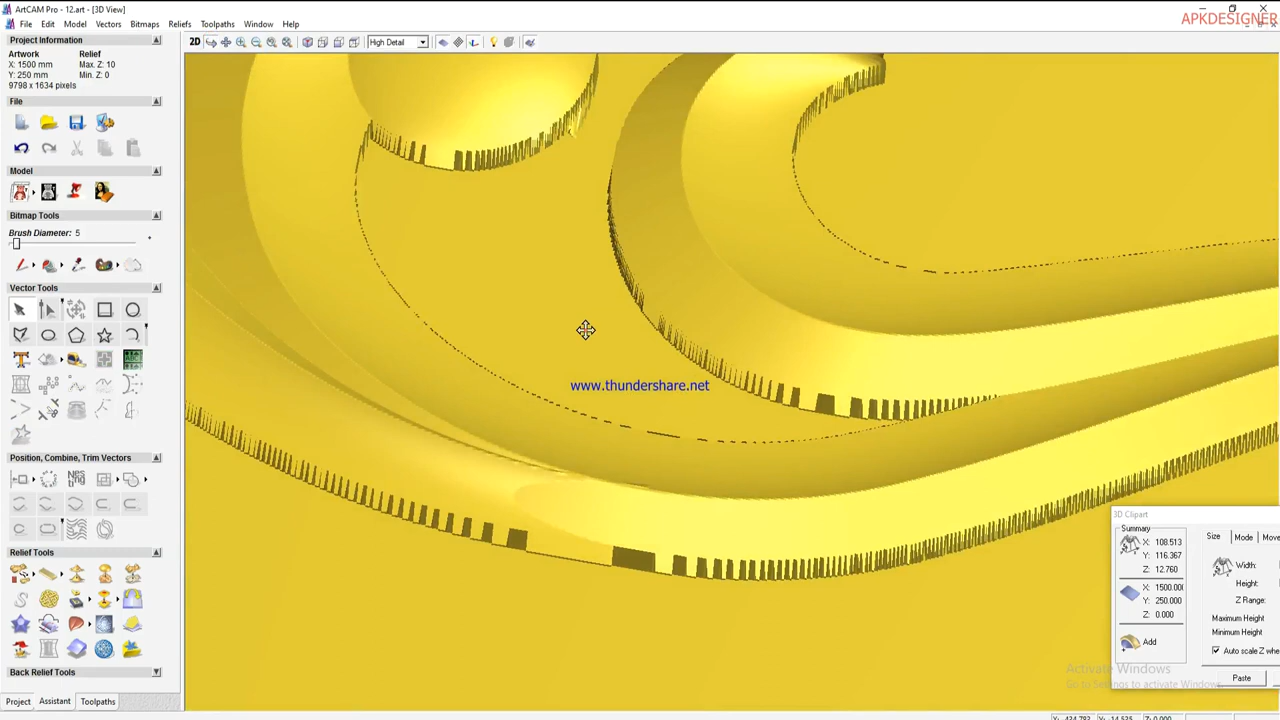 ArtCAM Pro - 12.art - [3D View]
APKDESIGNER
File Edit Model Vectors Bitmaps Reliefs Toolpaths Window Help
Project Information
2D
High Detail
Artwork Relief
X: 1500 mm Max. Z: 10
Y: 250 mm Min. Z: 0
9798 x 1634 pixels
File
Model
Bitmap Tools
Brush Diameter: 5
Vector Tools
Position, Combine, Trim Vectors
Relief Tools
Back Relief Tools
Project Assistant Toolpaths
www.thundershare.net
3D Clipart
Summary
X: 108.513
Y: 116.367
Z: 12.760
X: 1500.000
Y: 250.000
Z: 0.000
Add
Size Mode Move
Width:
Height:
Z Range:
Maximum Height
Minimum Height
Auto scale Z whe
Paste
Activate Windows
Go to Settings to activate Windows.